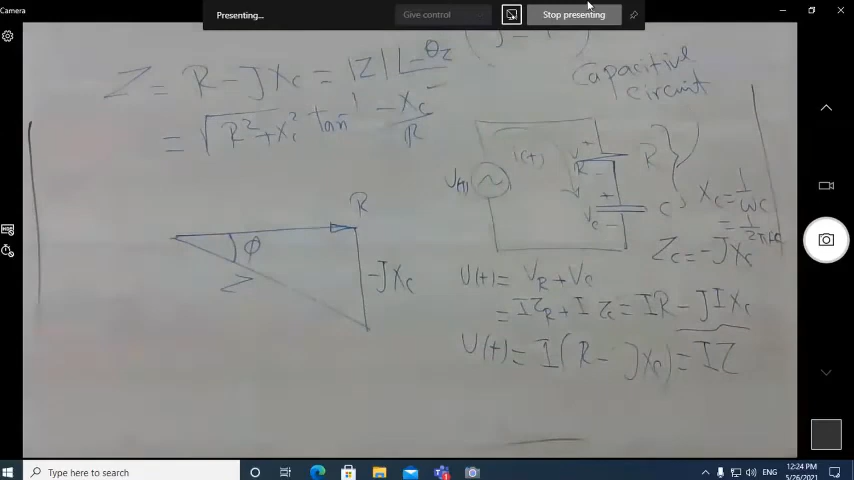 Camera
Presenting...
Give control
Stop presenting
Z = R - JXc = |Z| ∠-θz
= √R²+Xc² tan⁻¹ -Xc/R
Capacitive
circuit
U(t)
i(t)
VR
R
Vc
C
Xc = 1/ωC
= 1/2πfC
Zc = -JXc
R
φ
Z
-JXc
U(t) = VR + Vc
= IZR + IZc = IR - JIXc
U(t) = I(R - JXc) = IZ
Type here to search
ENG
12:24 PM
5/26/2021